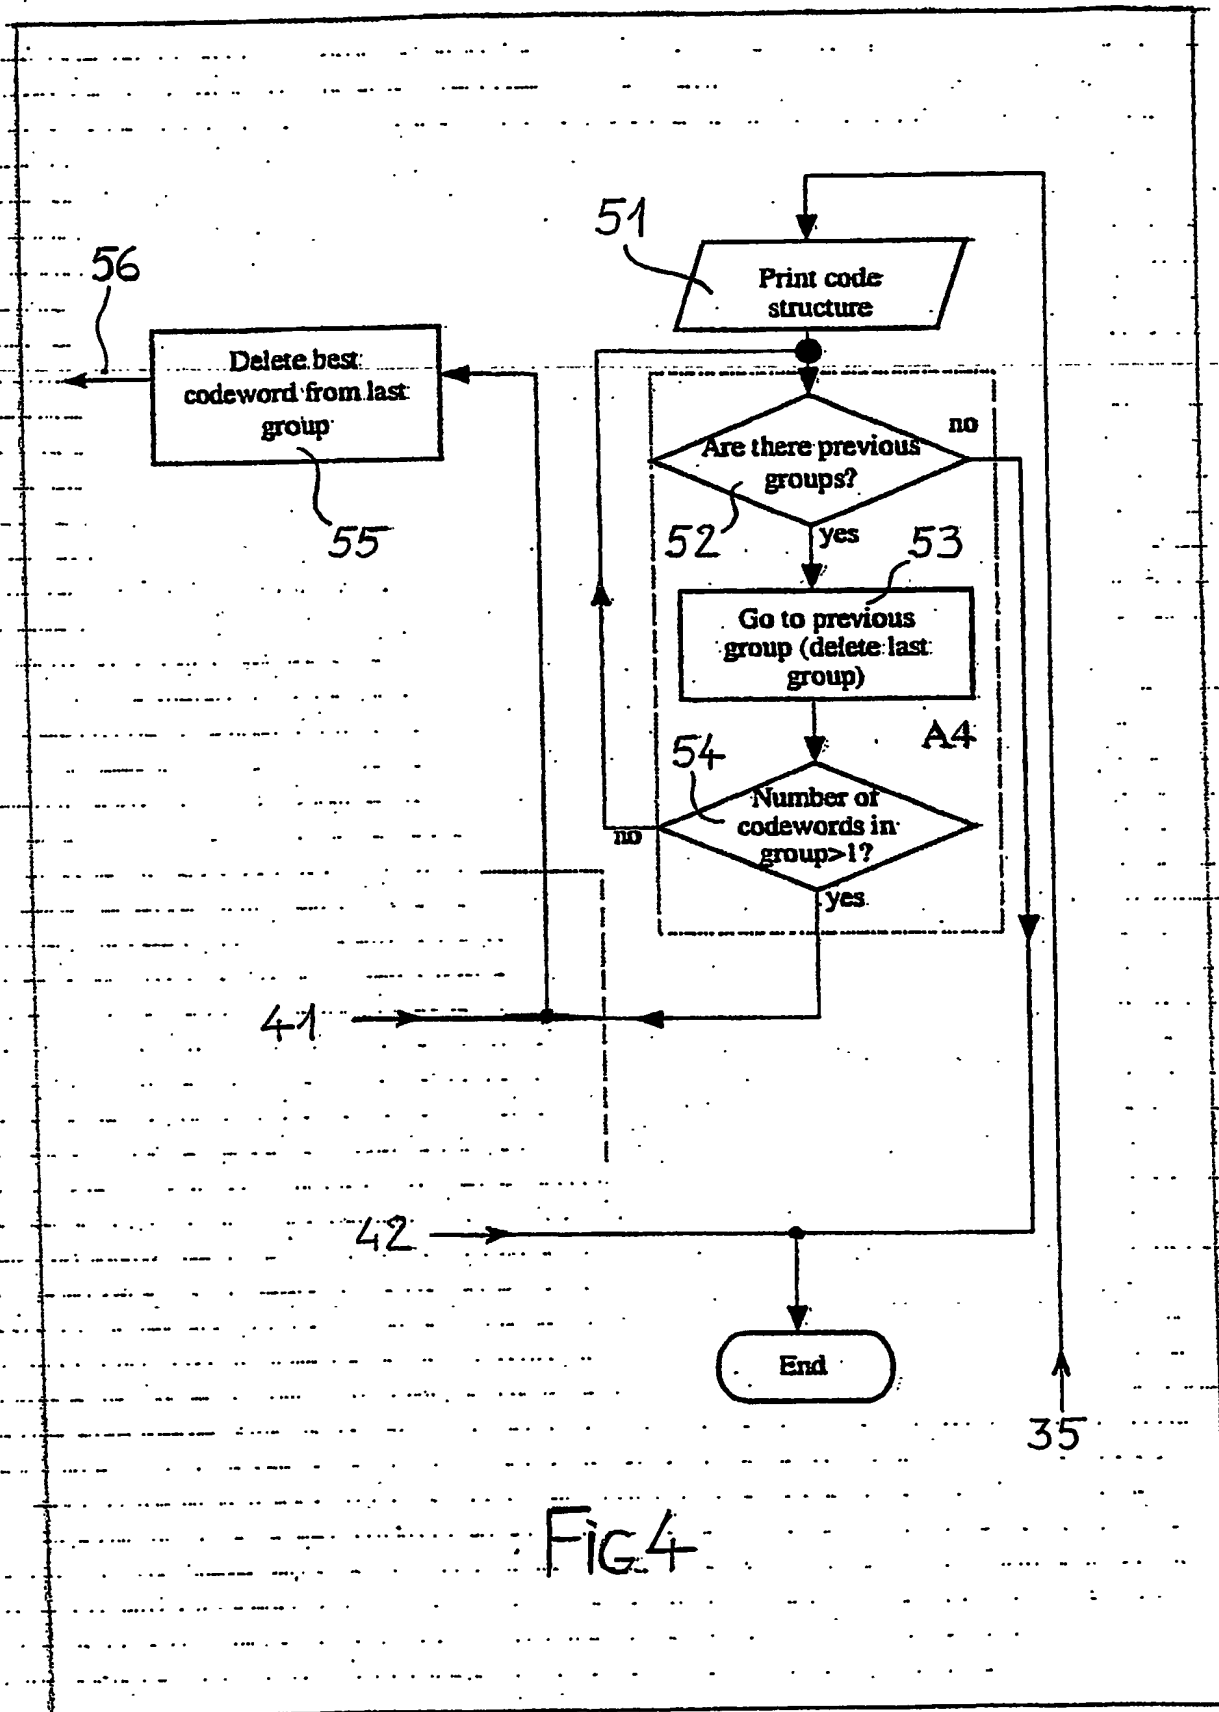 51
Print code
structure
56
Delete best
codeword from last
group
55
no
Are there previous
groups?
52
yes
53
Go to previous
group (delete last
group)
A4
54
Number of
codewords in
group>1?
no
yes
41
42
End
35
Fig 4